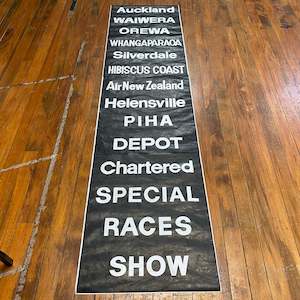 Auckland
WAIWERA
OREWA
WHANGAPARAOA
Silverdale
HIBISCUS COAST
Air New Zealand
Helensville
PIHA
DEPOT
Chartered
SPECIAL
RACES
SHOW